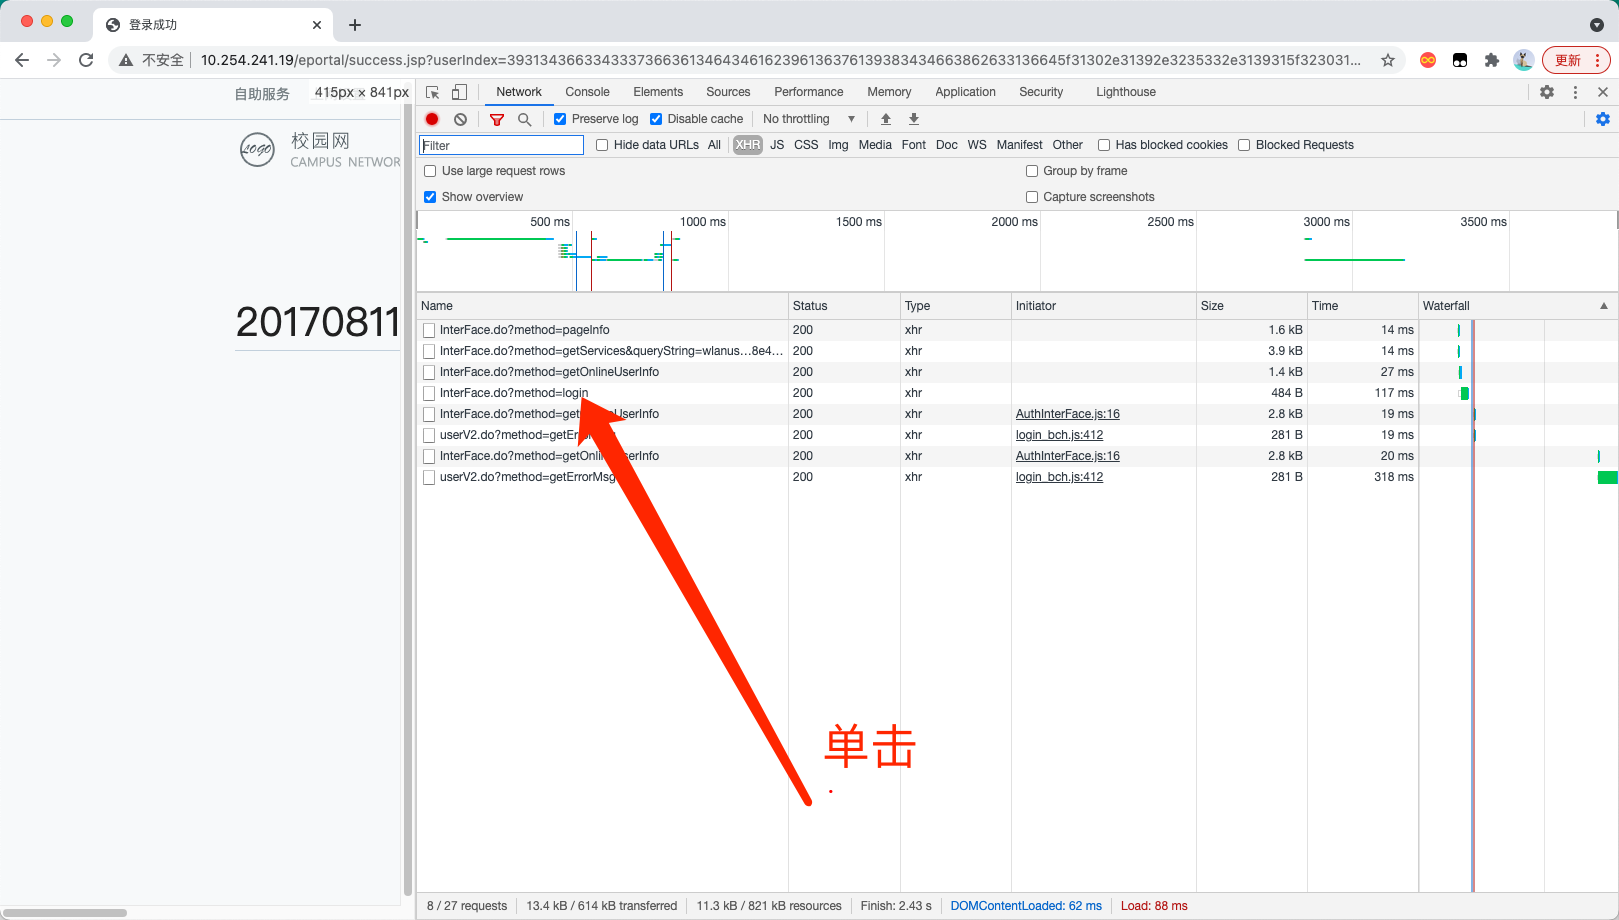 登录成功
不安全 10.254.241.19/eportal/success.jsp?userIndex=
更新
自助服务 415px × 841px
LOGO 校园网
CAMPUS NETWOR
20170811
Network Console Elements Sources Performance Memory Application Security Lighthouse
Preserve log Disable cache No throttling
Filter Hide data URLs All XHR JS CSS Img Media Font Doc WS Manifest Other Has blocked cookies Blocked Requests
Use large request rows Group by frame
Show overview Capture screenshots
500 ms 1000 ms 1500 ms 2000 ms 2500 ms 3000 ms 3500 ms
Name Status Type Initiator Size Time Waterfall
InterFace.do?method=pageInfo 200 xhr 1.6 kB 14 ms
InterFace.do?method=getServices&queryString=wlanus…8e4… 200 xhr 3.9 kB 14 ms
InterFace.do?method=getOnlineUserInfo 200 xhr 1.4 kB 27 ms
InterFace.do?method=login 200 xhr 484 B 117 ms
InterFace.do?method=get UserInfo 200 xhr AuthInterFace.js:16 2.8 kB 19 ms
userV2.do?method=getEr 200 xhr login_bch.js:412 281 B 19 ms
InterFace.do?method=getOnli serInfo 200 xhr AuthInterFace.js:16 2.8 kB 20 ms
userV2.do?method=getErrorMsg 200 xhr login_bch.js:412 281 B 318 ms
单击
8 / 27 requests 13.4 kB / 614 kB transferred 11.3 kB / 821 kB resources Finish: 2.43 s DOMContentLoaded: 62 ms Load: 88 ms